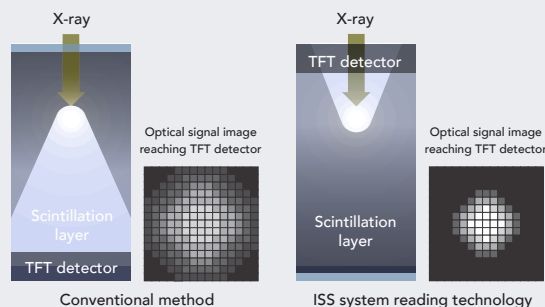 X-ray
Optical signal image
reaching TFT detector
Scintillation
layer
TFT detector
Conventional method
X-ray
TFT detector
Optical signal image
reaching TFT detector
Scintillation
layer
ISS system reading technology